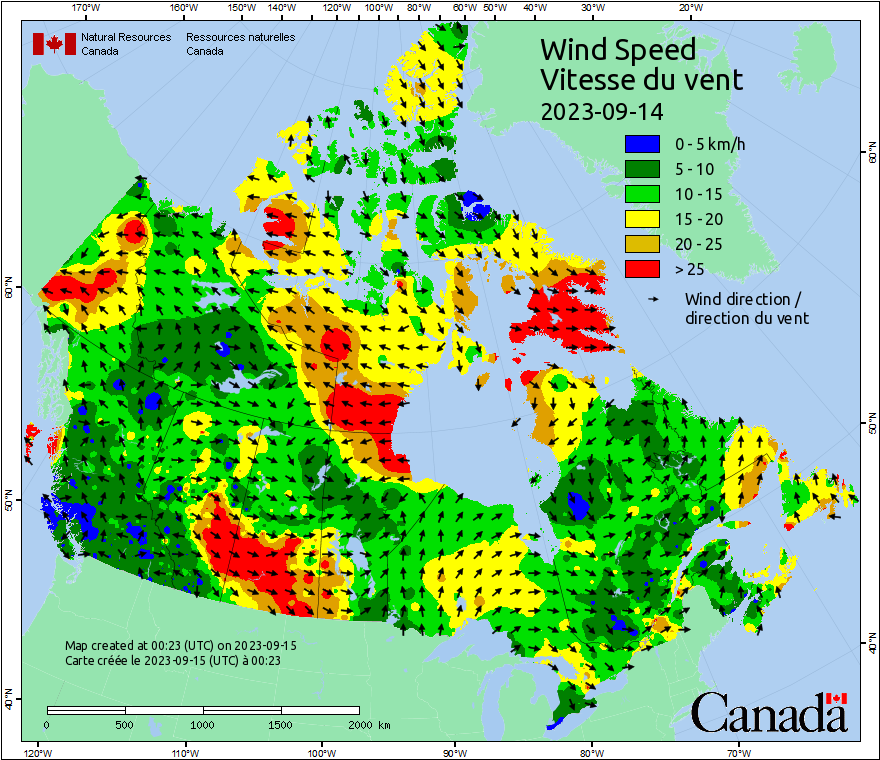 170°W 160°W 150°W 140°W 120°W 100°W 80°W 60°W 50°W 40°W 30°W 20°W
Natural Resources Canada
Ressources naturelles Canada
Wind Speed
Vitesse du vent
2023-09-14
0 - 5 km/h
5 - 10
10 - 15
15 - 20
20 - 25
> 25
Wind direction /
direction du vent
60°N
60°N
50°N
50°N
40°N
40°N
Map created at 00:23 (UTC) on 2023-09-15
Carte créée le 2023-09-15 (UTC) à 00:23
0 500 1000 1500 2000 km
Canada
120°W 110°W 100°W 90°W 80°W 70°W